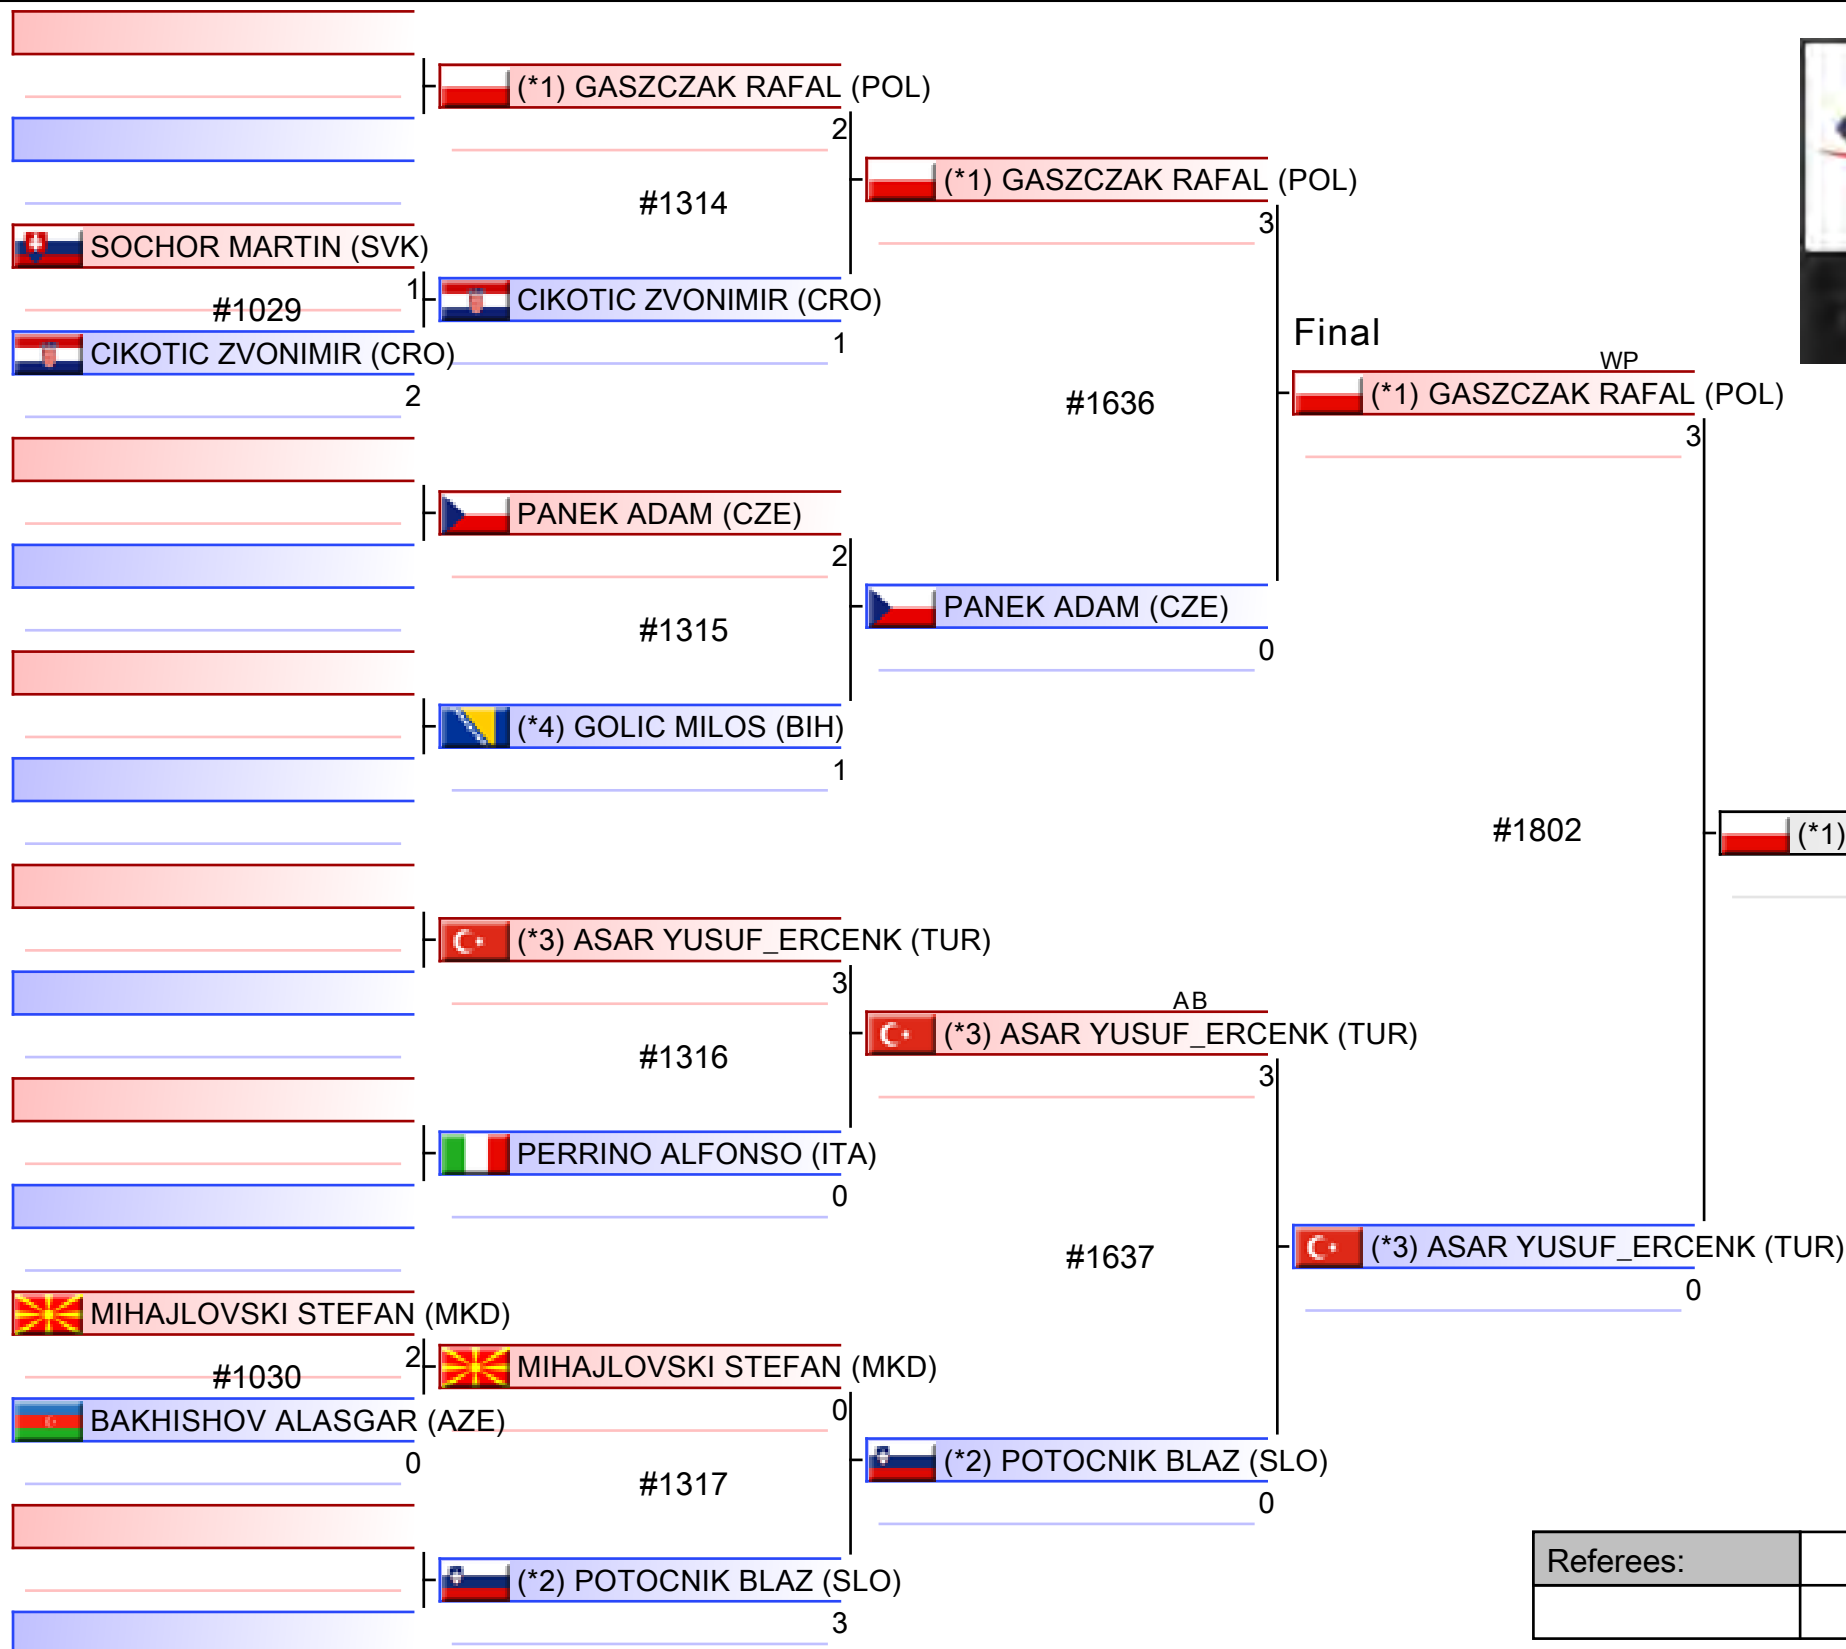 (*1) GASZCZAK RAFAL (POL)
2
#1314
(*1) GASZCZAK RAFAL (POL)
3
SOCHOR MARTIN (SVK)
1
#1029
CIKOTIC ZVONIMIR (CRO)
1
CIKOTIC ZVONIMIR (CRO)
2
Final
WP
#1636
(*1) GASZCZAK RAFAL (POL)
3
PANEK ADAM (CZE)
2
#1315
PANEK ADAM (CZE)
0
(*4) GOLIC MILOS (BIH)
1
#1802
(*1)
(*3) ASAR YUSUF_ERCENK (TUR)
3
AB
#1316
(*3) ASAR YUSUF_ERCENK (TUR)
3
PERRINO ALFONSO (ITA)
0
#1637
(*3) ASAR YUSUF_ERCENK (TUR)
0
MIHAJLOVSKI STEFAN (MKD)
2
#1030
MIHAJLOVSKI STEFAN (MKD)
0
BAKHISHOV ALASGAR (AZE)
0
#1317
(*2) POTOCNIK BLAZ (SLO)
0
(*2) POTOCNIK BLAZ (SLO)
3
Referees: